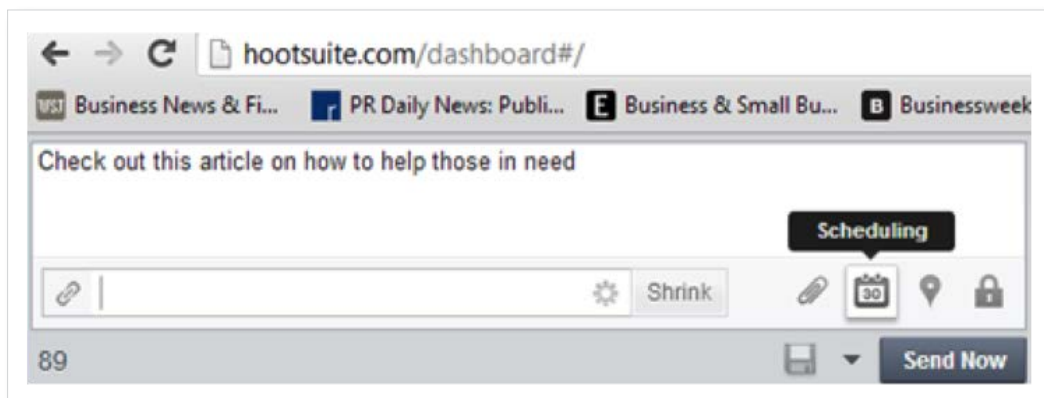 hootsuite.com/dashboard#/
WSJ Business News & Fi... r PR Daily News: Publi... E Business & Small Bu... B Businessweek
Check out this article on how to help those in need
Scheduling
Shrink 30
89 Send Now